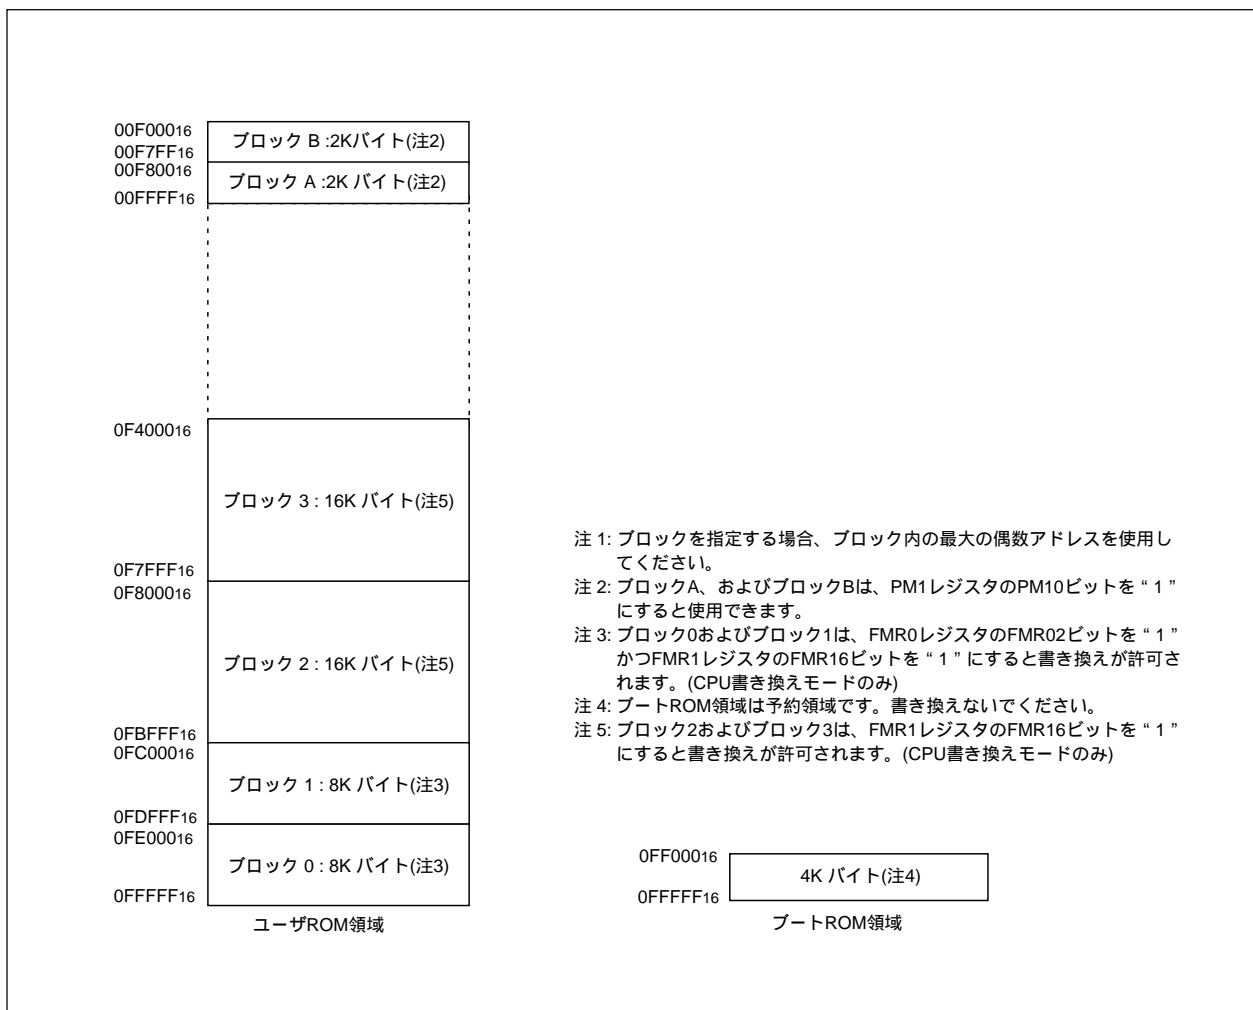 00F00016
ブロック B :2Kバイト(注2)
00F7FF16
00F80016
ブロック A :2K バイト(注2)
00FFFF16
0F400016
ブロック 3 : 16K バイト(注5)
0F7FFF16
0F800016
ブロック 2 : 16K バイト(注5)
0FBFFF16
0FC00016
ブロック 1 : 8K バイト(注3)
0FDFFF16
0FE00016
ブロック 0 : 8K バイト(注3)
0FFFFF16
ユーザROM領域
注 1: ブロックを指定する場合、ブロック内の最大の偶数アドレスを使用し
てください。
注 2: ブロックA、およびブロックBは、PM1レジスタのPM10ビットを“ 1 ”
にすると使用できます。
注 3: ブロック0およびブロック1は、FMR0レジスタのFMR02ビットを“ 1 ”
かつFMR1レジスタのFMR16ビットを“ 1 ” にすると書き換えが許可さ
れます。(CPU書き換えモードのみ)
注 4: ブートROM領域は予約領域です。書き換えないでください。
注 5: ブロック2およびブロック3は、FMR1レジスタのFMR16ビットを“ 1 ”
にすると書き換えが許可されます。(CPU書き換えモードのみ)
0FF00016
4K バイト(注4)
0FFFFF16
ブートROM領域